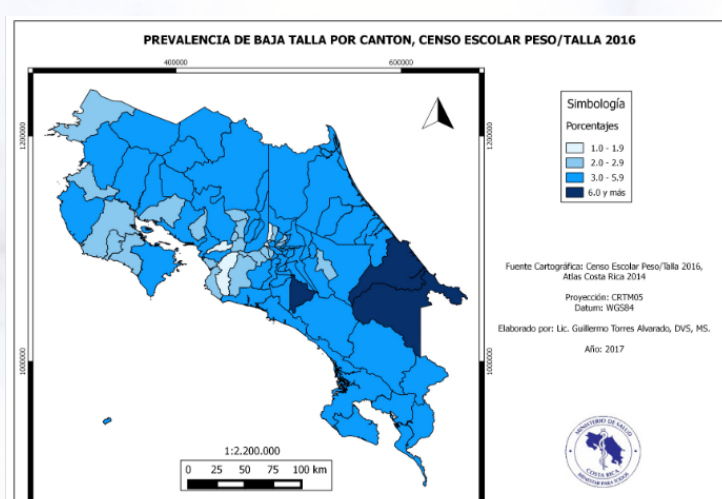 PREVALENCIA DE BAJA TALLA POR CANTON, CENSO ESCOLAR PESO/TALLA 2016
400000
600000
1200000
1200000
Simbología
Porcentajes
1.0 - 1.9
2.0 - 2.9
3.0 - 5.9
6.0 y más
Fuente Cartográfica: Censo Escolar Peso/Talla 2016,
Atlas Costa Rica 2014
Proyección: CRTM05
Datum: WGS84
Elaborado por: Lic. Guillermo Torres Alvarado, DVS, MS.
Año: 2017
1000000
1000000
1:2.200.000
0 25 50 75 100 km
MINISTERIO DE SALUD
COSTA RICA
BIENESTAR PARA TODOS